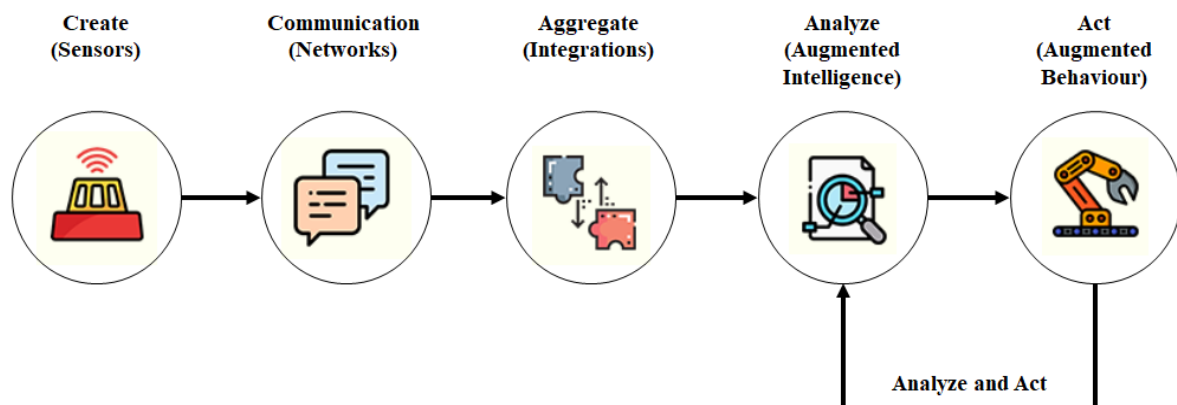 Create
(Sensors)
Communication
(Networks)
Aggregate
(Integrations)
Analyze
(Augmented
Intelligence)
Act
(Augmented
Behaviour)
Analyze and Act